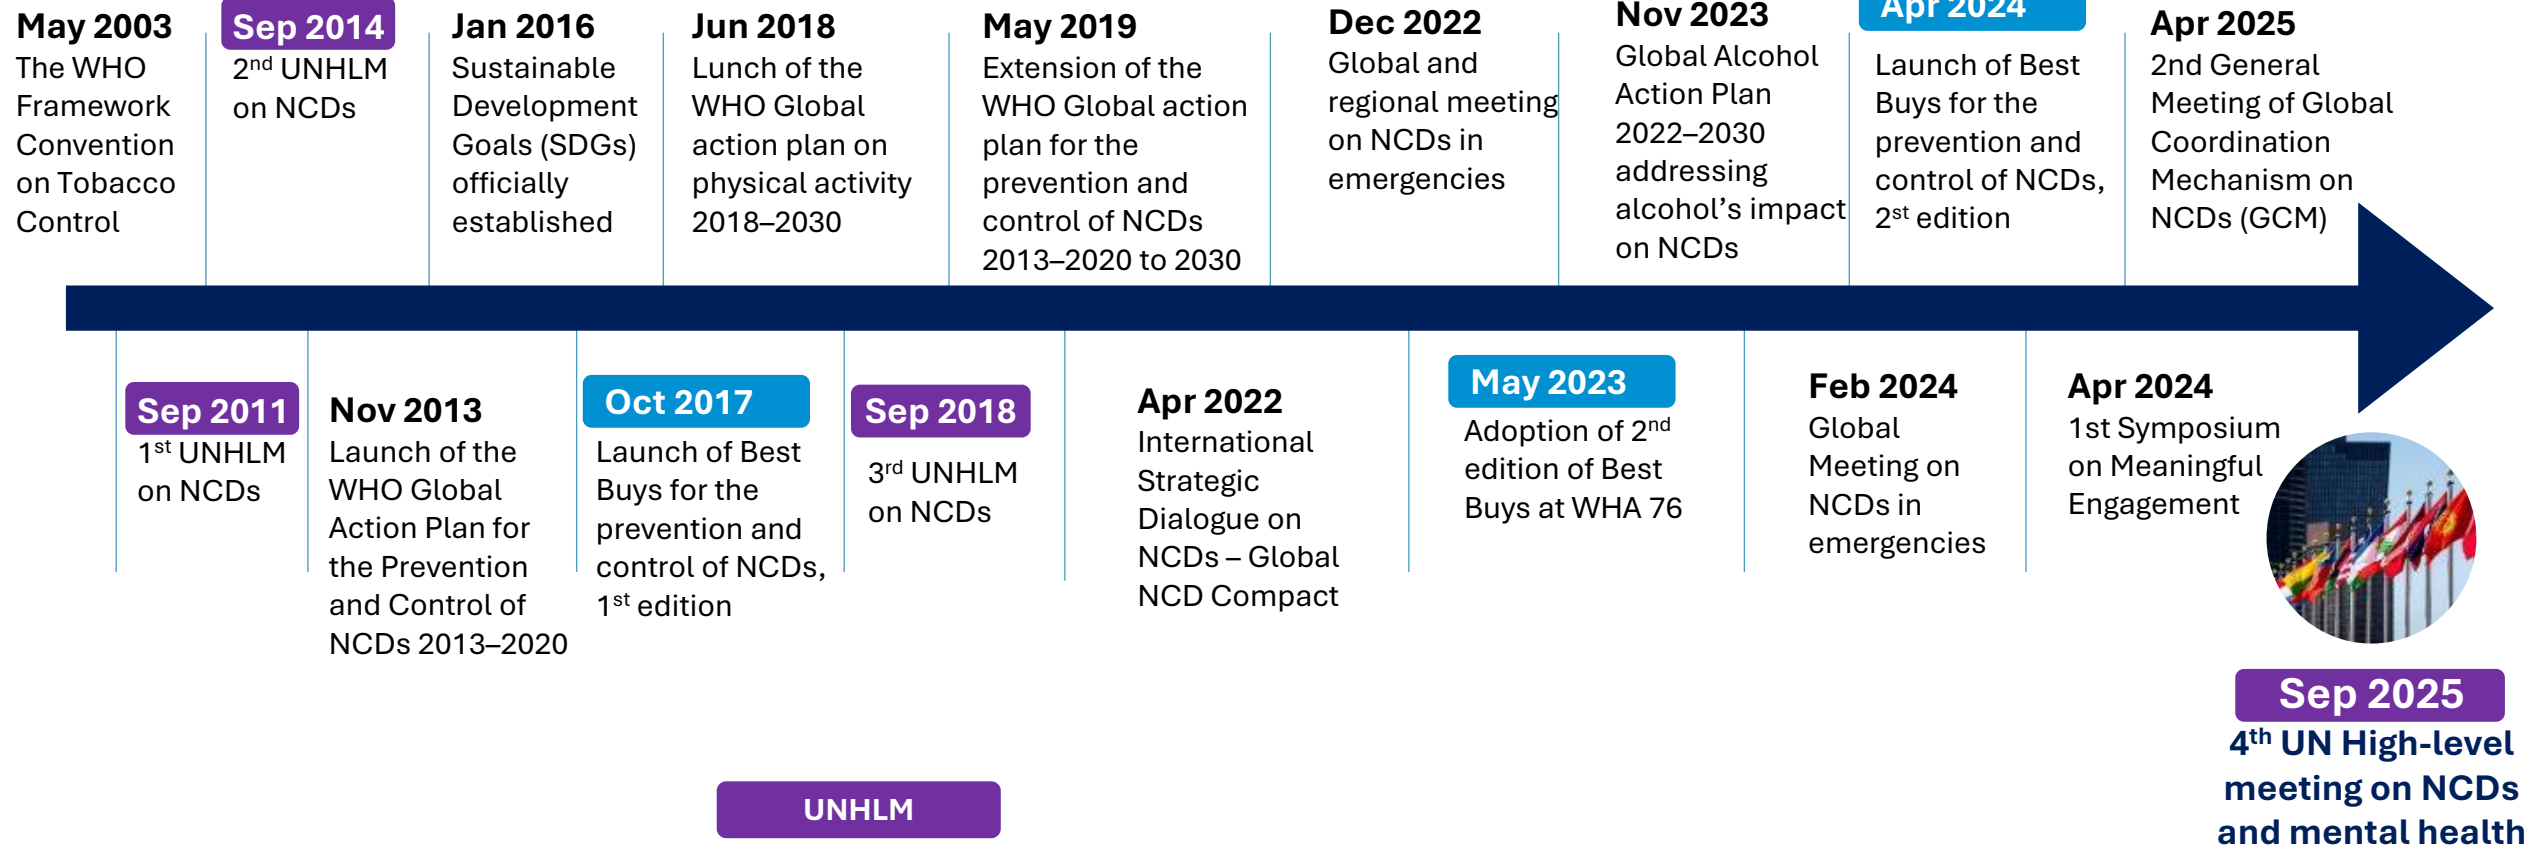 May 2003
The WHO
Framework
Convention
on Tobacco
Control
Sep 2014
2nd UNHLM
on NCDs
Jan 2016
Sustainable
Development
Goals (SDGs)
officially
established
Jun 2018
Lunch of the
WHO Global
action plan on
physical activity
2018–2030
May 2019
Extension of the
WHO Global action
plan for the
prevention and
control of NCDs
2013–2020 to 2030
Dec 2022
Global and
regional meeting
on NCDs in
emergencies
Nov 2023
Global Alcohol
Action Plan
2022–2030
addressing
alcohol’s impact
on NCDs
Apr 2024
Launch of Best
Buys for the
prevention and
control of NCDs,
2st edition
Apr 2025
2nd General
Meeting of Global
Coordination
Mechanism on
NCDs (GCM)
Sep 2011
1st UNHLM
on NCDs
Nov 2013
Launch of the
WHO Global
Action Plan for
the Prevention
and Control of
NCDs 2013–2020
Oct 2017
Launch of Best
Buys for the
prevention and
control of NCDs,
1st edition
Sep 2018
3rd UNHLM
on NCDs
Apr 2022
International
Strategic
Dialogue on
NCDs – Global
NCD Compact
May 2023
Adoption of 2nd
edition of Best
Buys at WHA 76
Feb 2024
Global
Meeting on
NCDs in
emergencies
Apr 2024
1st Symposium
on Meaningful
Engagement
Sep 2025
4th UN High-level
meeting on NCDs
and mental health
UNHLM